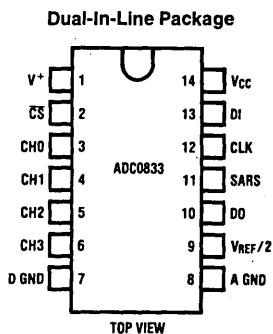 Dual-In-Line Package
V+ 1 14 VCC
C̅S̅ 2 13 DI
CH0 3 12 CLK
ADC0833
CH1 4 11 SARS
CH2 5 10 DO
CH3 6 9 VREF/2
D GND 7 8 A GND
TOP VIEW